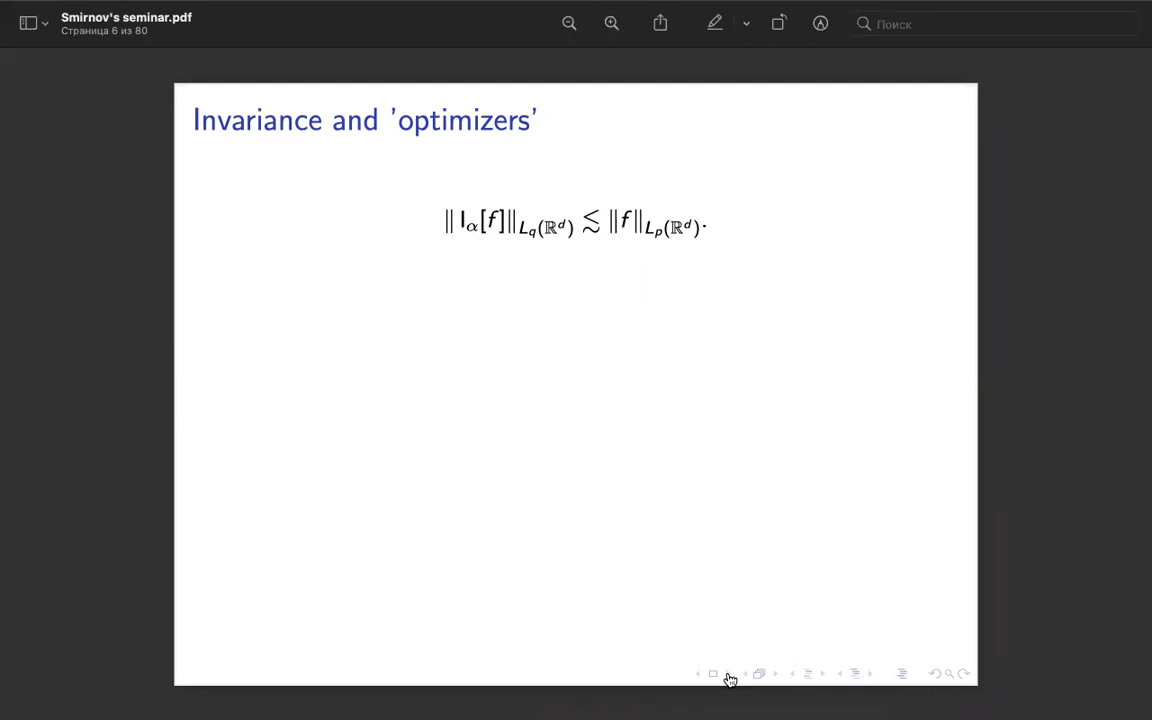 Smirnov's seminar.pdf
Страница 6 из 80
Поиск
Invariance and 'optimizers'
‖ I_α[f]‖_{L_q(ℝ^d)} ≲ ‖f‖_{L_p(ℝ^d)}.